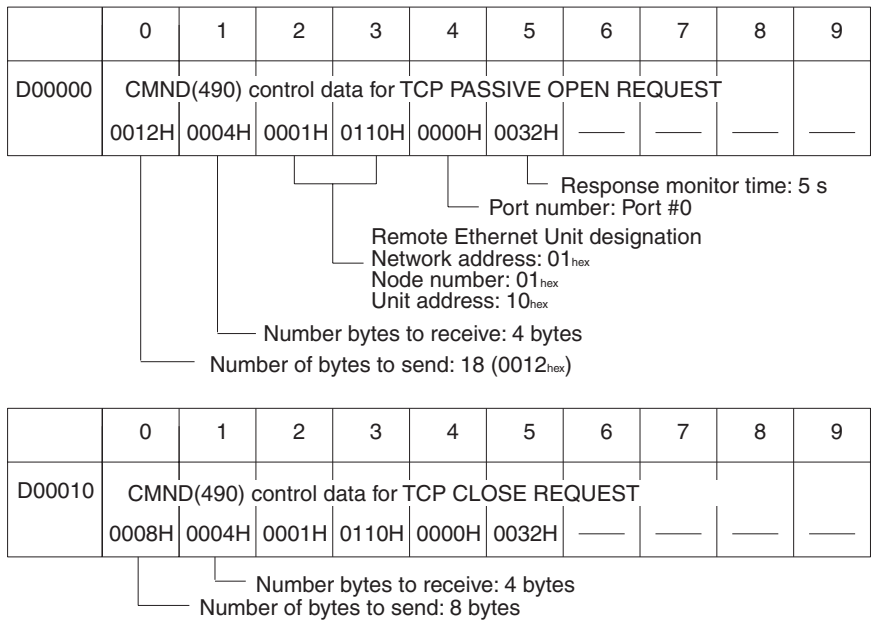 0 1 2 3 4 5 6 7 8 9
D00000 CMND(490) control data for TCP PASSIVE OPEN REQUEST
0012H 0004H 0001H 0110H 0000H 0032H —— —— —— ——
Response monitor time: 5 s
Port number: Port #0
Remote Ethernet Unit designation
Network address: 01hex
Node number: 01hex
Unit address: 10hex
Number bytes to receive: 4 bytes
Number of bytes to send: 18 (0012hex)
0 1 2 3 4 5 6 7 8 9
D00010 CMND(490) control data for TCP CLOSE REQUEST
0008H 0004H 0001H 0110H 0000H 0032H —— —— —— ——
Number bytes to receive: 4 bytes
Number of bytes to send: 8 bytes